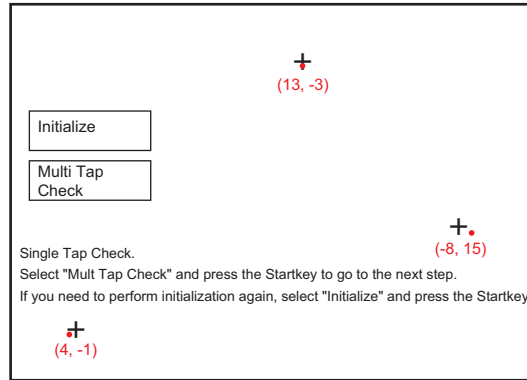 (13, -3)
Initialize
Multi Tap
Check
(-8, 15)
Single Tap Check.
Select "Mult Tap Check" and press the Startkey to go to the next step.
If you need to perform initialization again, select "Initialize" and press the Startkey
(4, -1)